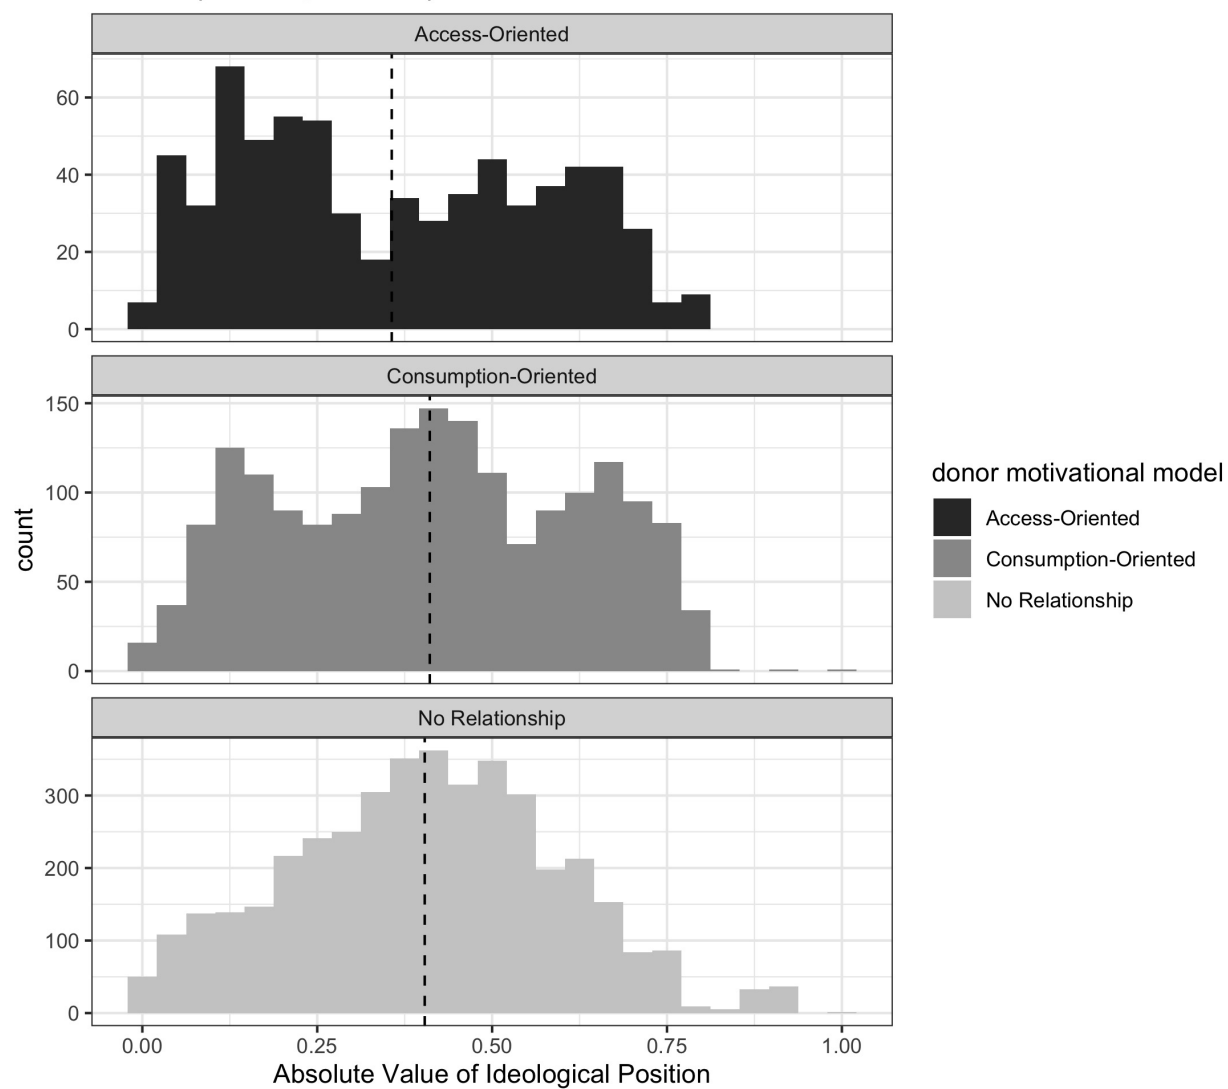 Access-Oriented
60
40
20
0
Consumption-Oriented
150
100
50
0
No Relationship
300
200
100
0
0.00 0.25 0.50 0.75 1.00
Absolute Value of Ideological Position
count
donor motivational model
Access-Oriented
Consumption-Oriented
No Relationship